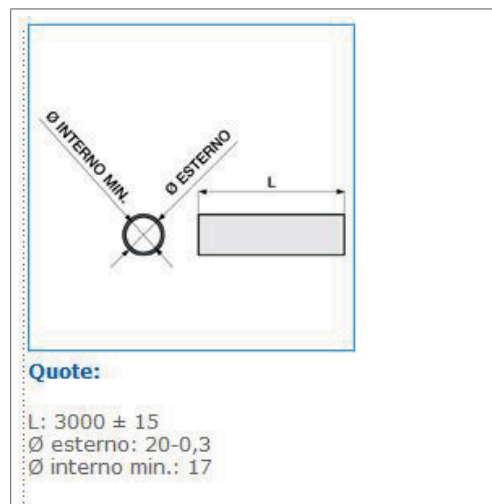 Ø INTERNO MIN.
Ø ESTERNO
L
Quote:
L: 3000 ± 15
Ø esterno: 20-0,3
Ø interno min.: 17